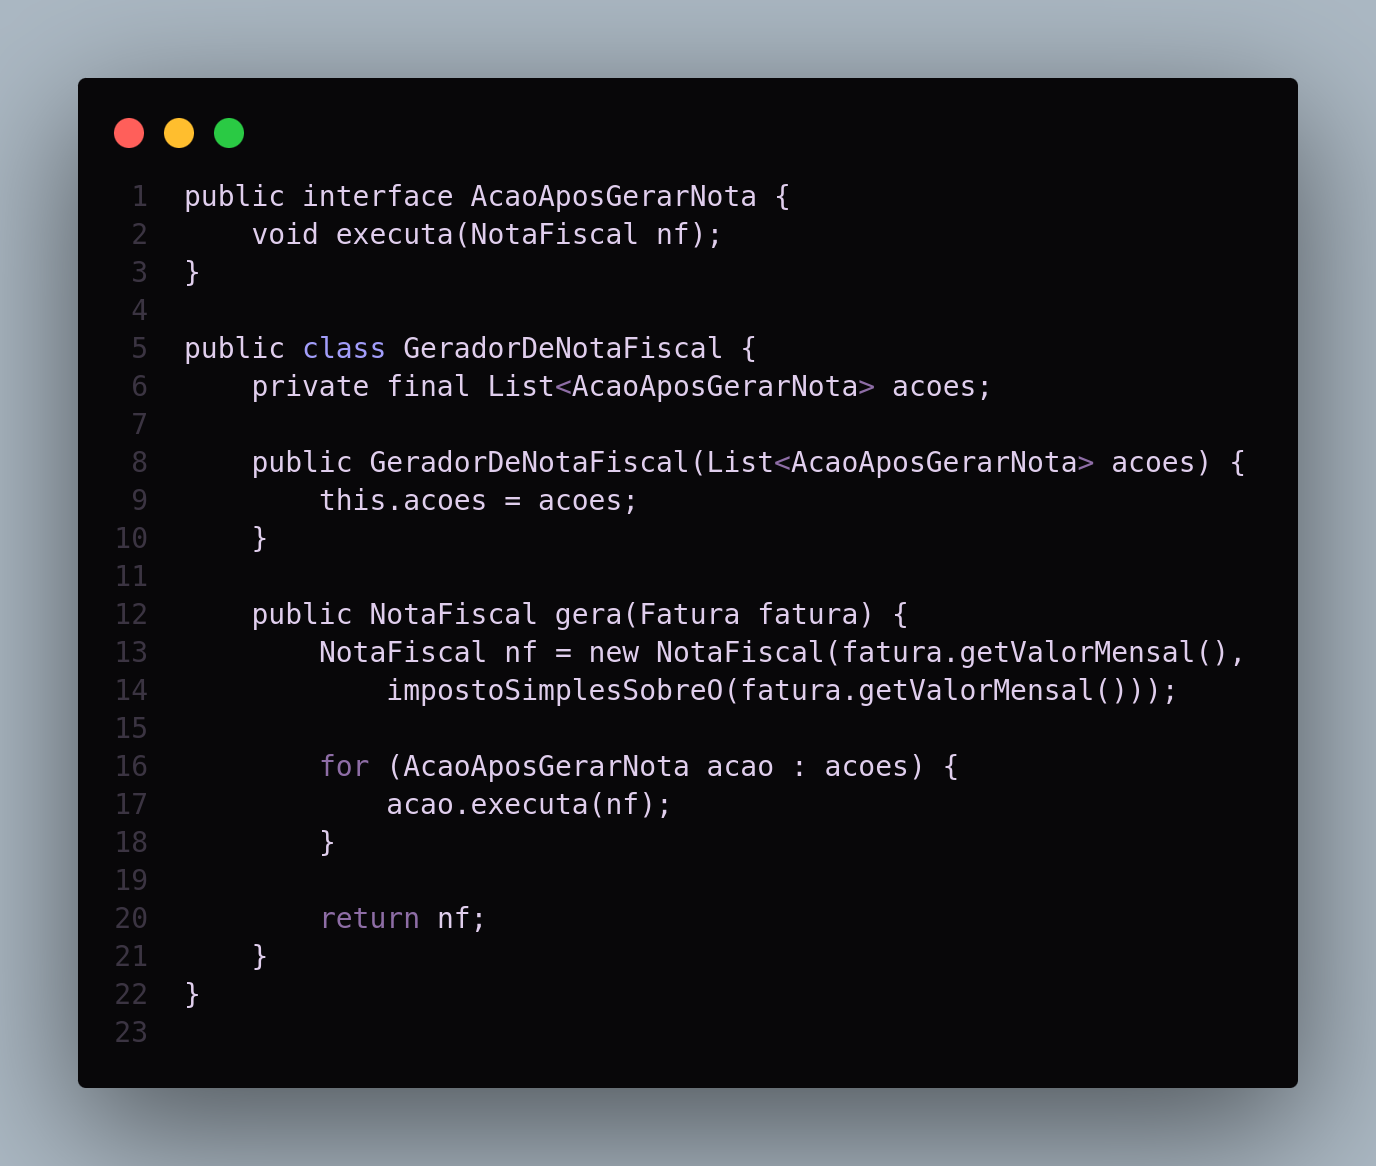 1 public interface AcaoAposGerarNota {
2     void executa(NotaFiscal nf);
3 }
4
5 public class GeradorDeNotaFiscal {
6     private final List<AcaoAposGerarNota> acoes;
7
8     public GeradorDeNotaFiscal(List<AcaoAposGerarNota> acoes) {
9         this.acoes = acoes;
10     }
11
12     public NotaFiscal gera(Fatura fatura) {
13         NotaFiscal nf = new NotaFiscal(fatura.getValorMensal(),
14             impostoSimplesSobreO(fatura.getValorMensal()));
15
16         for (AcaoAposGerarNota acao : acoes) {
17             acao.executa(nf);
18         }
19
20         return nf;
21     }
22 }
23